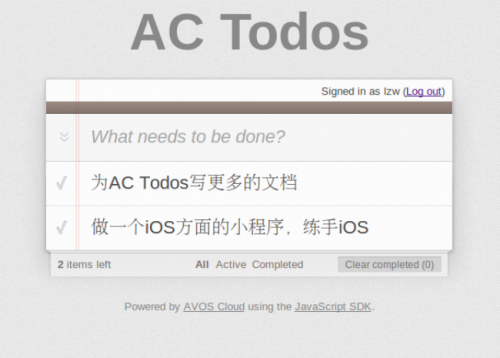 AC Todos
Signed in as lzw (Log out)
What needs to be done?
为AC Todos写更多的文档
做一个iOS方面的小程序，练手iOS
2 items left All Active Completed Clear completed (0)
Powered by AVOS Cloud using the JavaScript SDK.